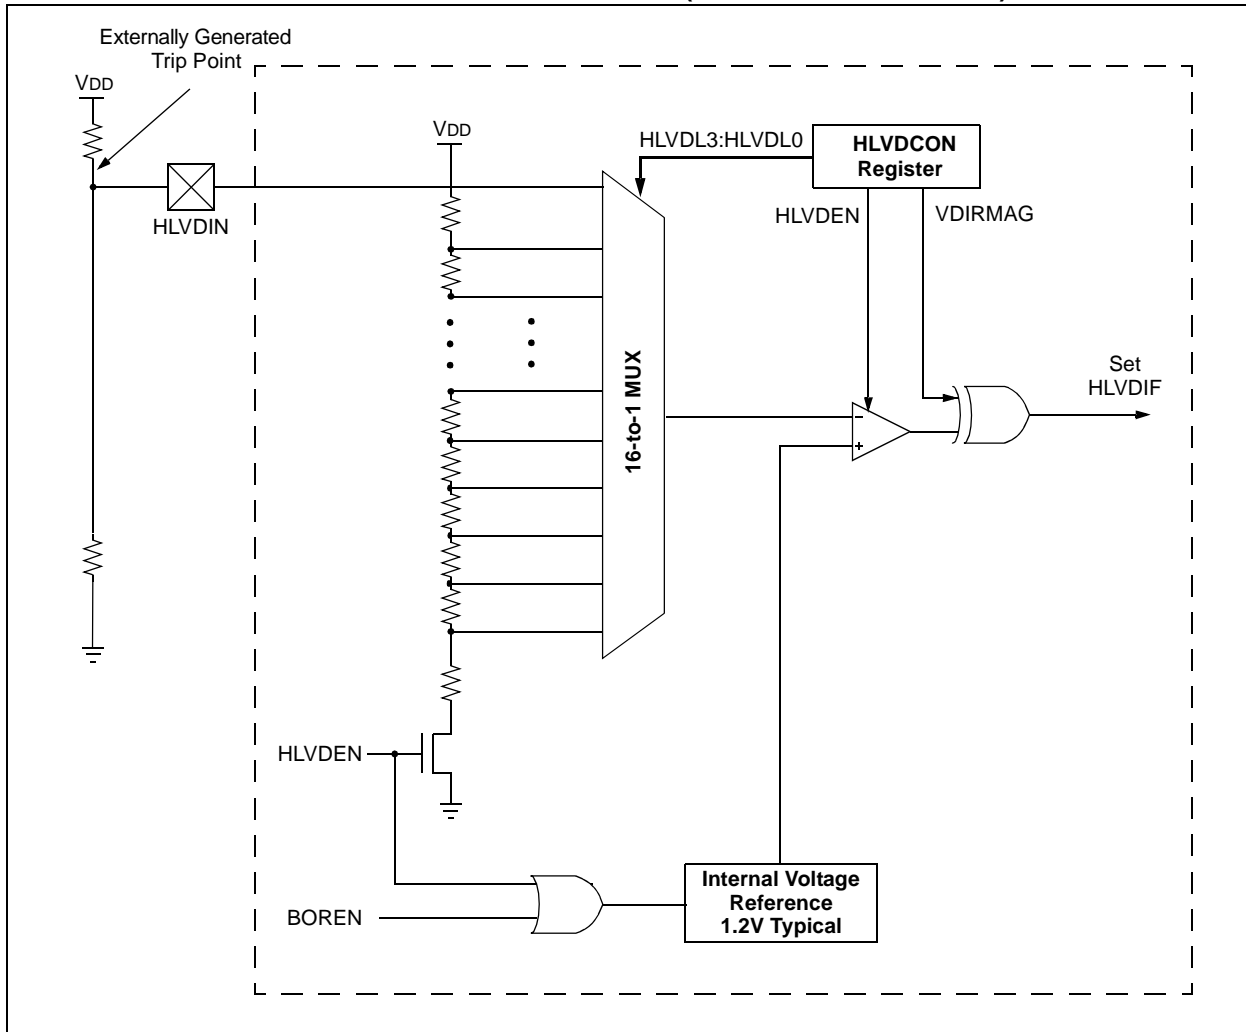 Externally Generated
Trip Point
VDD
VDD
HLVDL3:HLVDL0
HLVDCON
Register
HLVDIN
HLVDEN
VDIRMAG
16-to-1 MUX
Set
HLVDIF
–
+
HLVDEN
BOREN
Internal Voltage
Reference
1.2V Typical